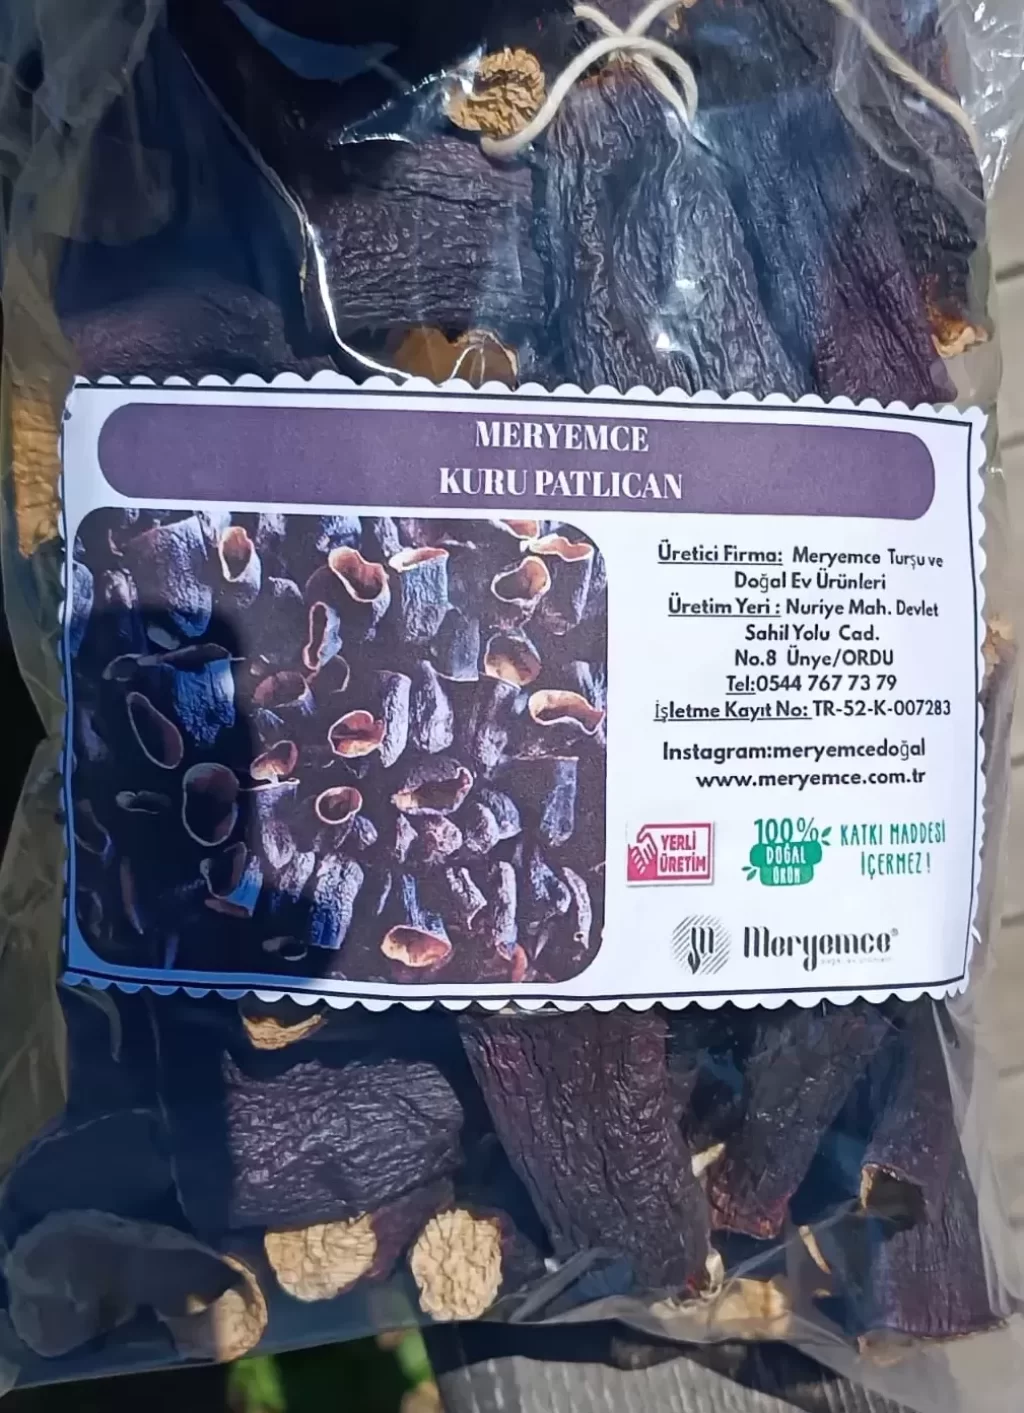 MERYEMCE
KURU PATLICAN
Üretici Firma: Meryemce Turşu ve
Doğal Ev Ürünleri
Üretim Yeri : Nuriye Mah. Devlet
Sahil Yolu Cad.
No.8 Ünye/ORDU
Tel:0544 767 73 79
İşletme Kayıt No: TR-52-K-007283
Instagram:meryemcedoğal
www.meryemce.com.tr
YERLİ
ÜRETİM
100%
DOĞAL
ÜRÜN
KATKI MADDESİ
İÇERMEZ!
Meryemce®